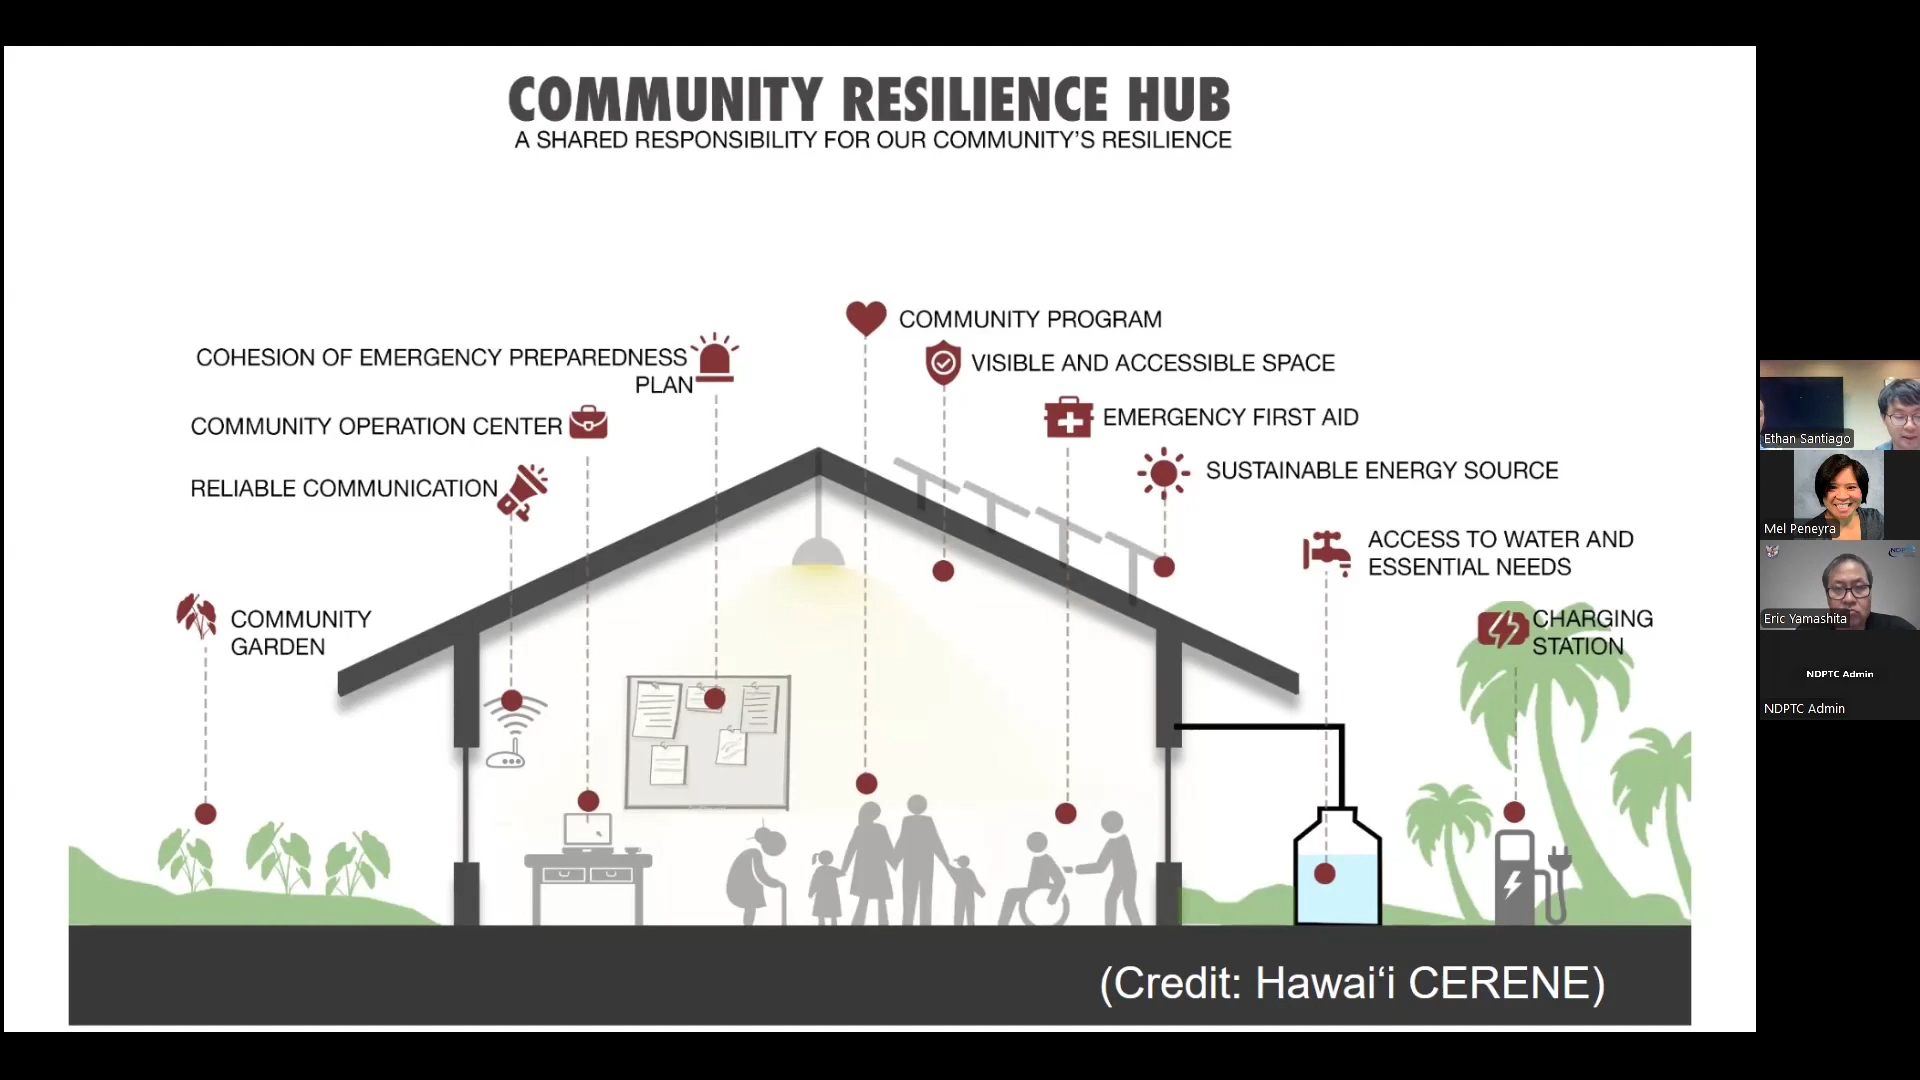 COMMUNITY RESILIENCE HUB
A SHARED RESPONSIBILITY FOR OUR COMMUNITY'S RESILIENCE
COMMUNITY PROGRAM
COHESION OF EMERGENCY PREPAREDNESS
PLAN
VISIBLE AND ACCESSIBLE SPACE
COMMUNITY OPERATION CENTER
EMERGENCY FIRST AID
RELIABLE COMMUNICATION
SUSTAINABLE ENERGY SOURCE
ACCESS TO WATER AND
ESSENTIAL NEEDS
COMMUNITY
GARDEN
CHARGING
STATION
(Credit: Hawai‘i CERENE)
Ethan Santiago
Mel Peneyra
Eric Yamashita
NDPTC Admin
NDPTC Admin